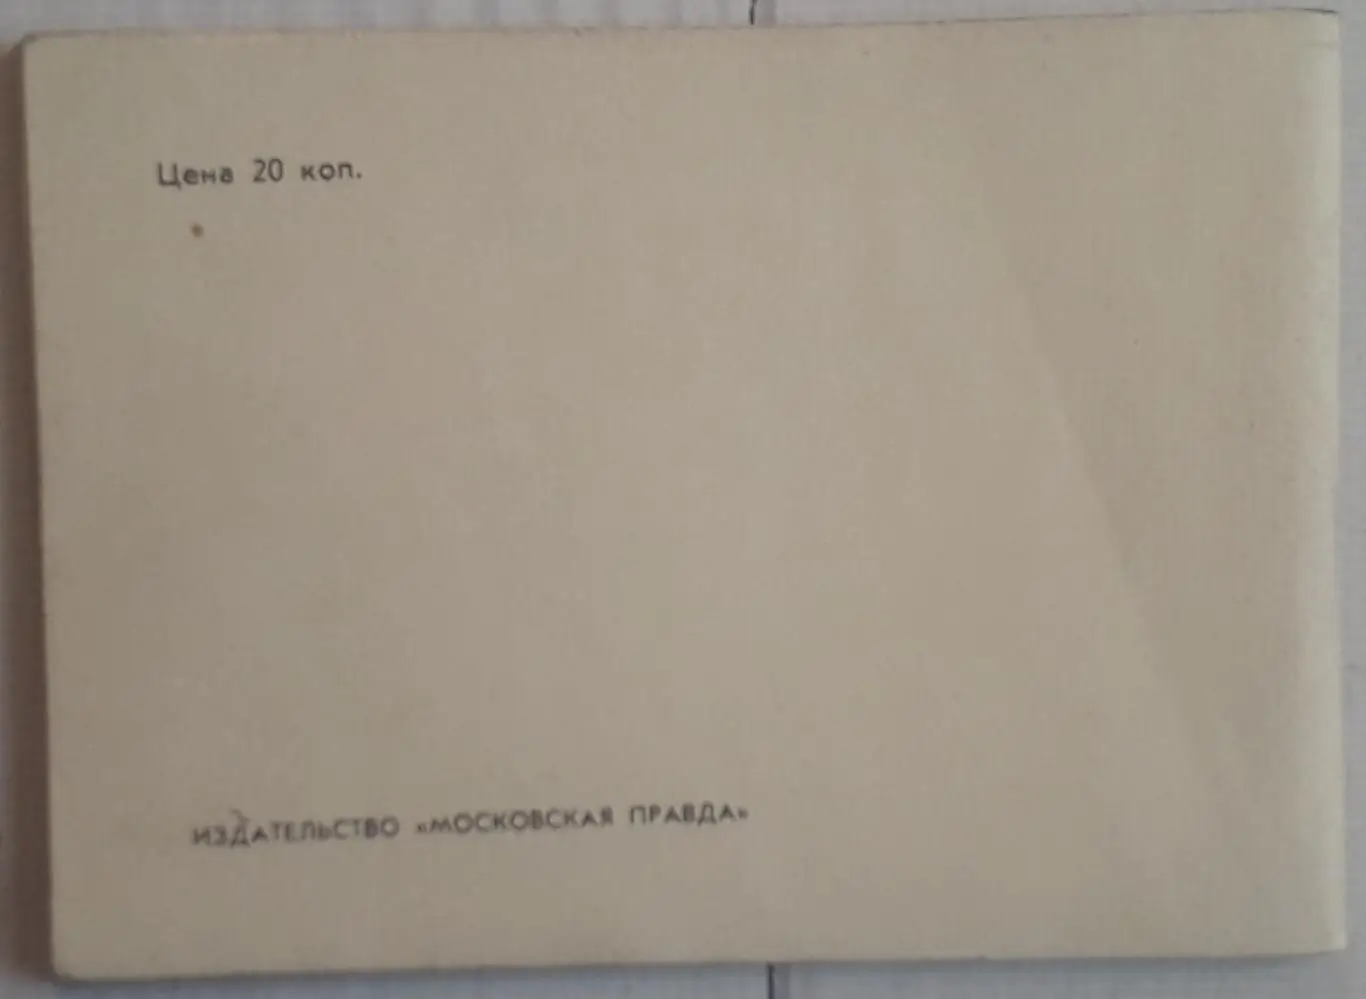 Цена 20 коп.
ИЗДАТЕЛЬСТВО «МОСКОВСКАЯ ПРАВДА»